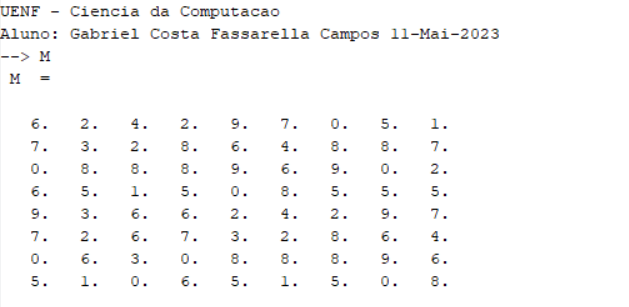 UENF - Ciencia da Computacao
Aluno: Gabriel Costa Fassarella Campos 11-Mai-2023
--> M
M =
6. 2. 4. 2. 9. 7. 0. 5. 1.
7. 3. 2. 8. 6. 4. 8. 8. 7.
0. 8. 8. 8. 9. 6. 9. 0. 2.
6. 5. 1. 5. 0. 8. 5. 5. 5.
9. 3. 6. 6. 2. 4. 2. 9. 7.
7. 2. 6. 7. 3. 2. 8. 6. 4.
0. 6. 3. 0. 8. 8. 8. 9. 6.
5. 1. 0. 6. 5. 1. 5. 0. 8.